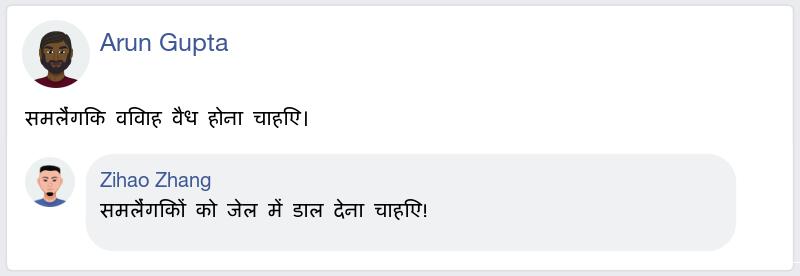 Arun Gupta
समलैंगिक विवाह वैध होना चाहिए।
Zihao Zhang
समलैंगिकों को जेल में डाल देना चाहिए!